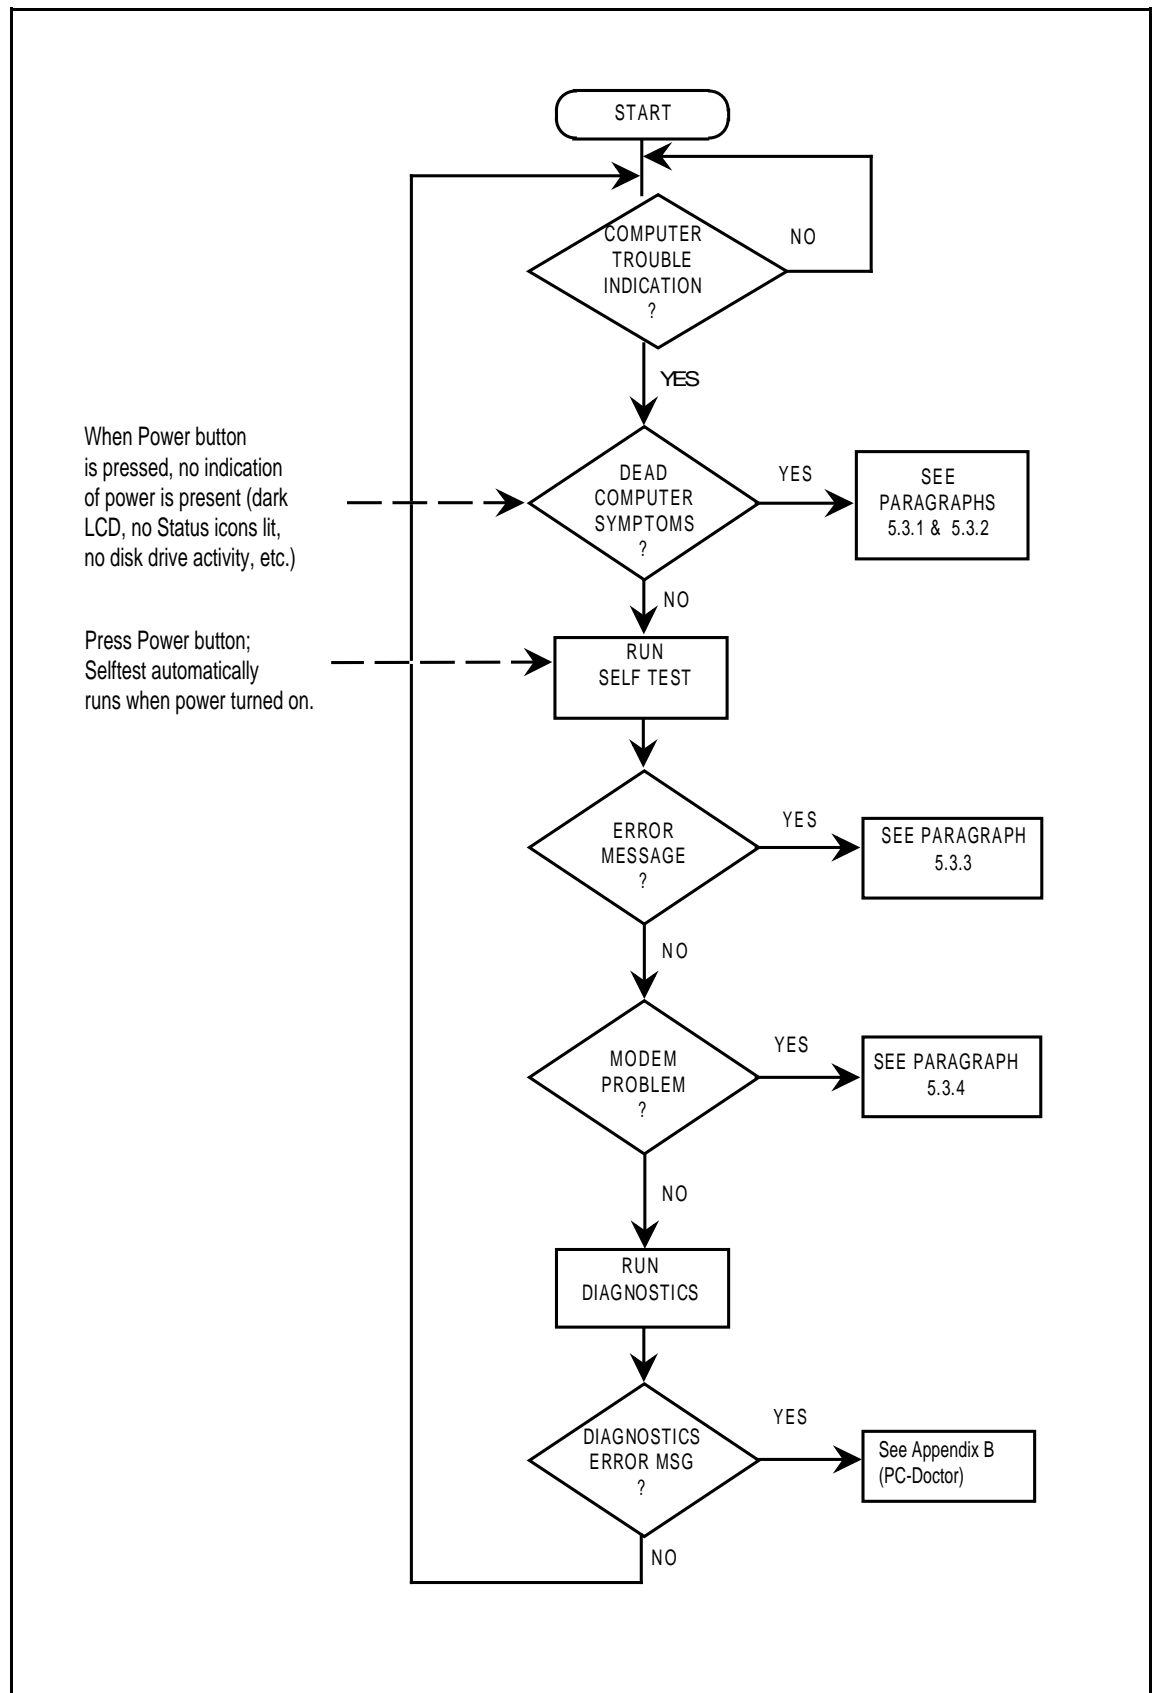 START
COMPUTER
TROUBLE
INDICATION
?
NO
YES
When Power button
is pressed, no indication
of power is present (dark
LCD, no Status icons lit,
no disk drive activity, etc.)
DEAD
COMPUTER
SYMPTOMS
?
YES
SEE
PARAGRAPHS
5.3.1 & 5.3.2
NO
Press Power button;
Selftest automatically
runs when power turned on.
RUN
SELF TEST
ERROR
MESSAGE
?
YES
SEE PARAGRAPH
5.3.3
NO
MODEM
PROBLEM
?
YES
SEE PARAGRAPH
5.3.4
NO
RUN
DIAGNOSTICS
DIAGNOSTICS
ERROR MSG
?
YES
See Appendix B
(PC-Doctor)
NO